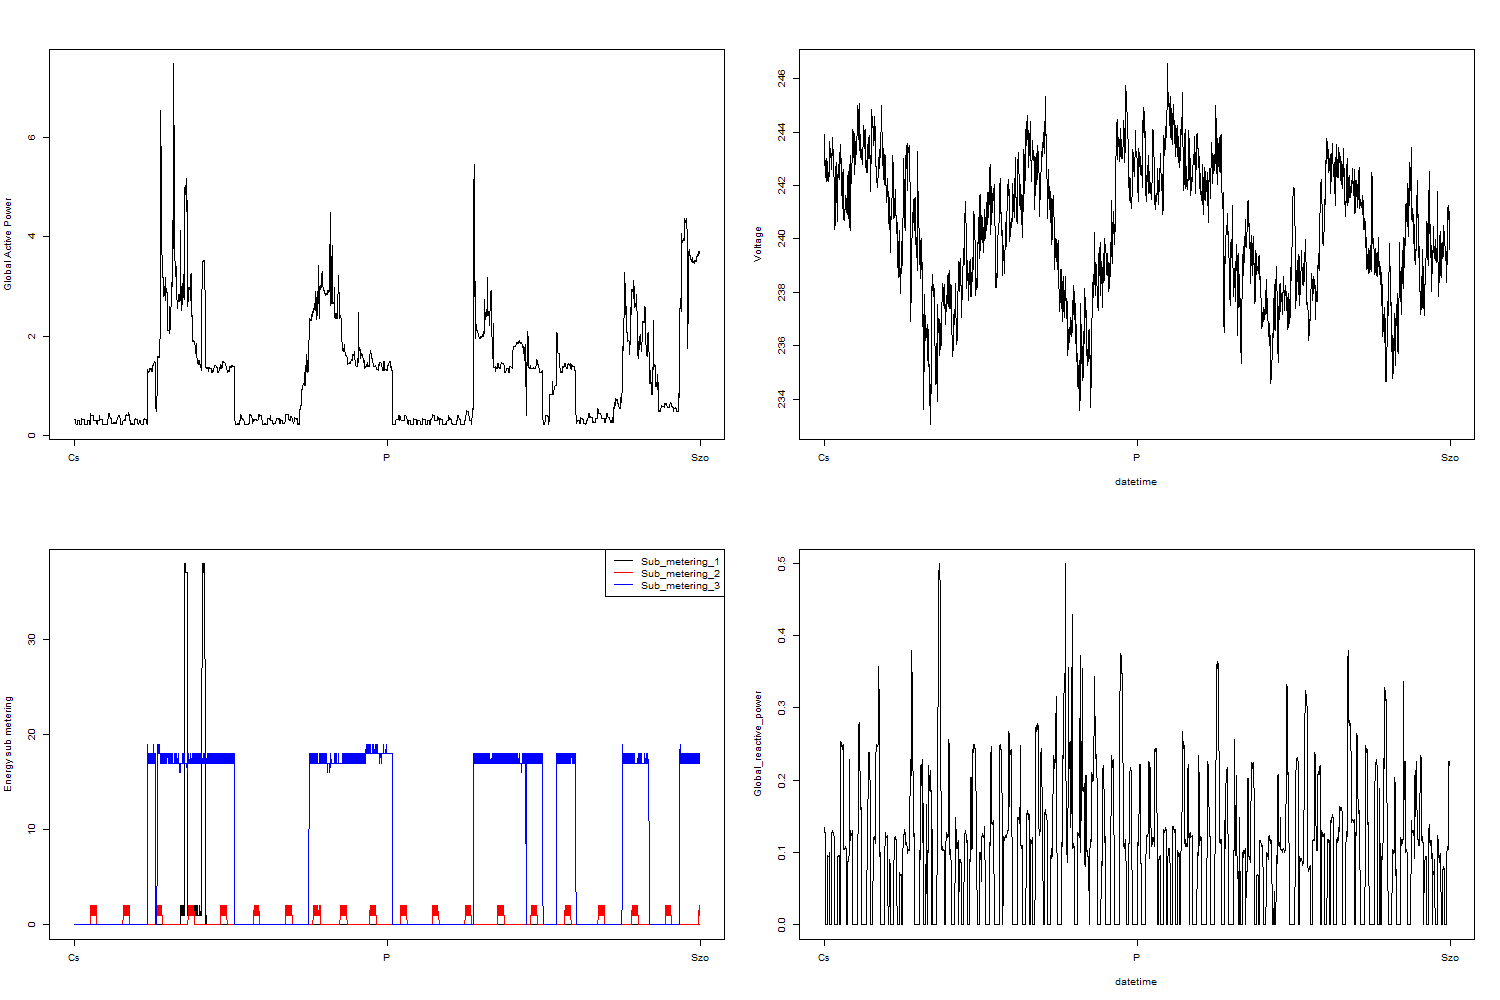 Global Active Power
0
2
4
6
Cs
P
Szo
Voltage
234
236
238
240
242
244
246
Cs
P
Szo
datetime
Energy sub metering
0
10
20
30
Cs
P
Szo
Sub_metering_1
Sub_metering_2
Sub_metering_3
Global_reactive_power
0.0
0.1
0.2
0.3
0.4
0.5
Cs
P
Szo
datetime